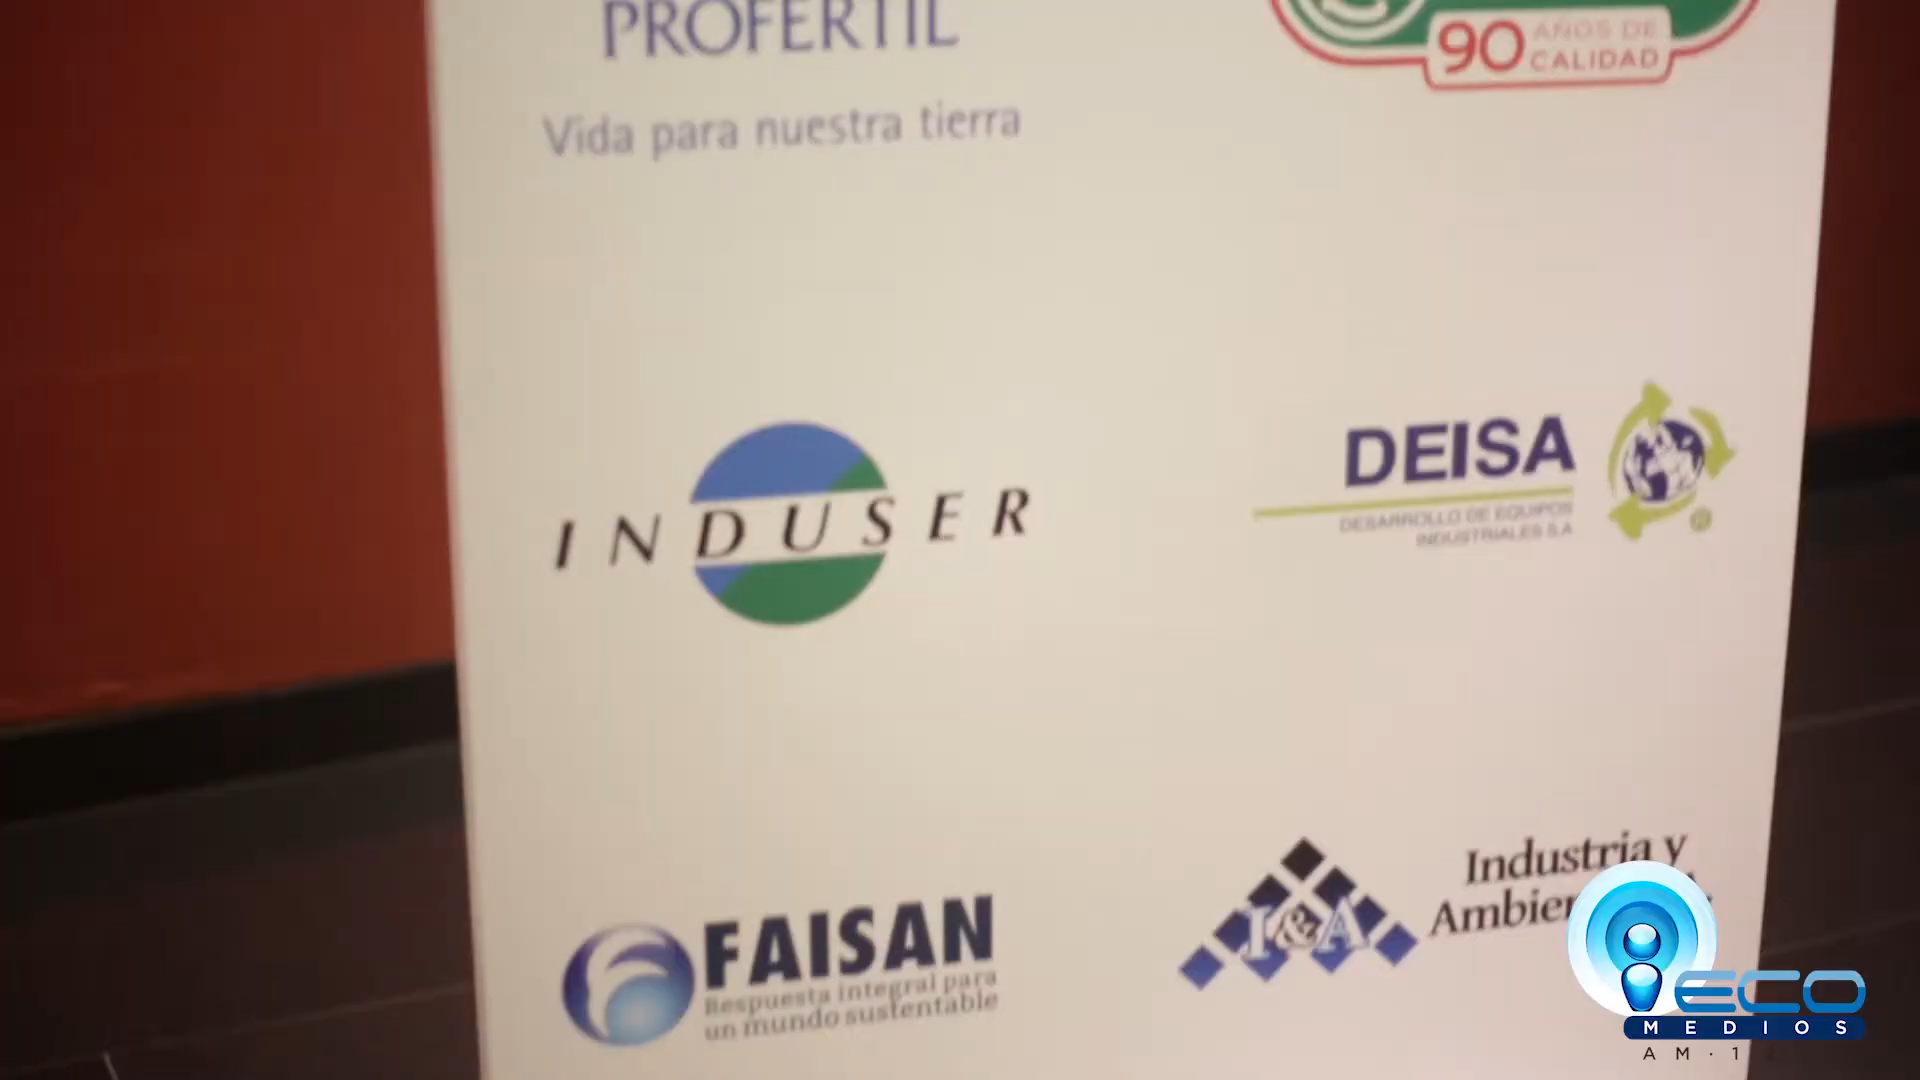 PROFERTIL
Vida para nuestra tierra
90 AÑOS DE
CALIDAD
INDUSER
DEISA
DESARROLLO DE EQUIPOS
INDUSTRIALES S.A
FAISAN
Respuesta integral para
un mundo sustentable
I&A
Industria y
ECO
MEDIOS